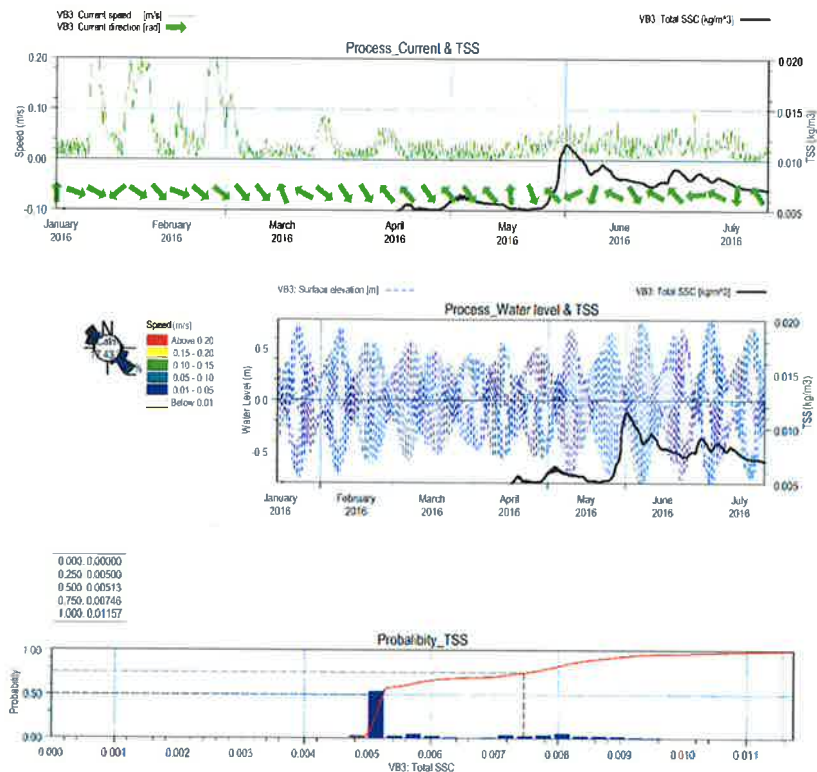 VB3 Current speed [m/s]
VB3 Current direction [rad]
VB3 Total SSC [kg/m^3]
Process_Current & TSS
0.20
0.10
0.00
-0.10
Speed (m/s)
0.020
0.015
0.010
0.005
TSS (kg/m3)
January 2016
February 2016
March 2016
April 2016
May 2016
June 2016
July 2016
VB3: Surface elevation [m]
VB3: Total SSC [kg/m^3]
Process_Water level & TSS
N
Speed (m/s)
Above 0.20
0.15 - 0.20
0.10 - 0.15
0.05 - 0.10
0.01 - 0.05
Below 0.01
0.5
0.0
-0.5
Water Level (m)
0.020
0.015
0.010
0.005
TSS (kg/m3)
January 2016
February 2016
March 2016
April 2016
May 2016
June 2016
July 2016
0.000: 0.00000
0.250: 0.00500
0.500: 0.00513
0.750: 0.00746
1.000: 0.01157
Probalibity_TSS
1.00
0.50
0.00
Probability
0.000 0.001 0.002 0.003 0.004 0.005 0.006 0.007 0.008 0.009 0.010 0.011
VB3: Total SSC